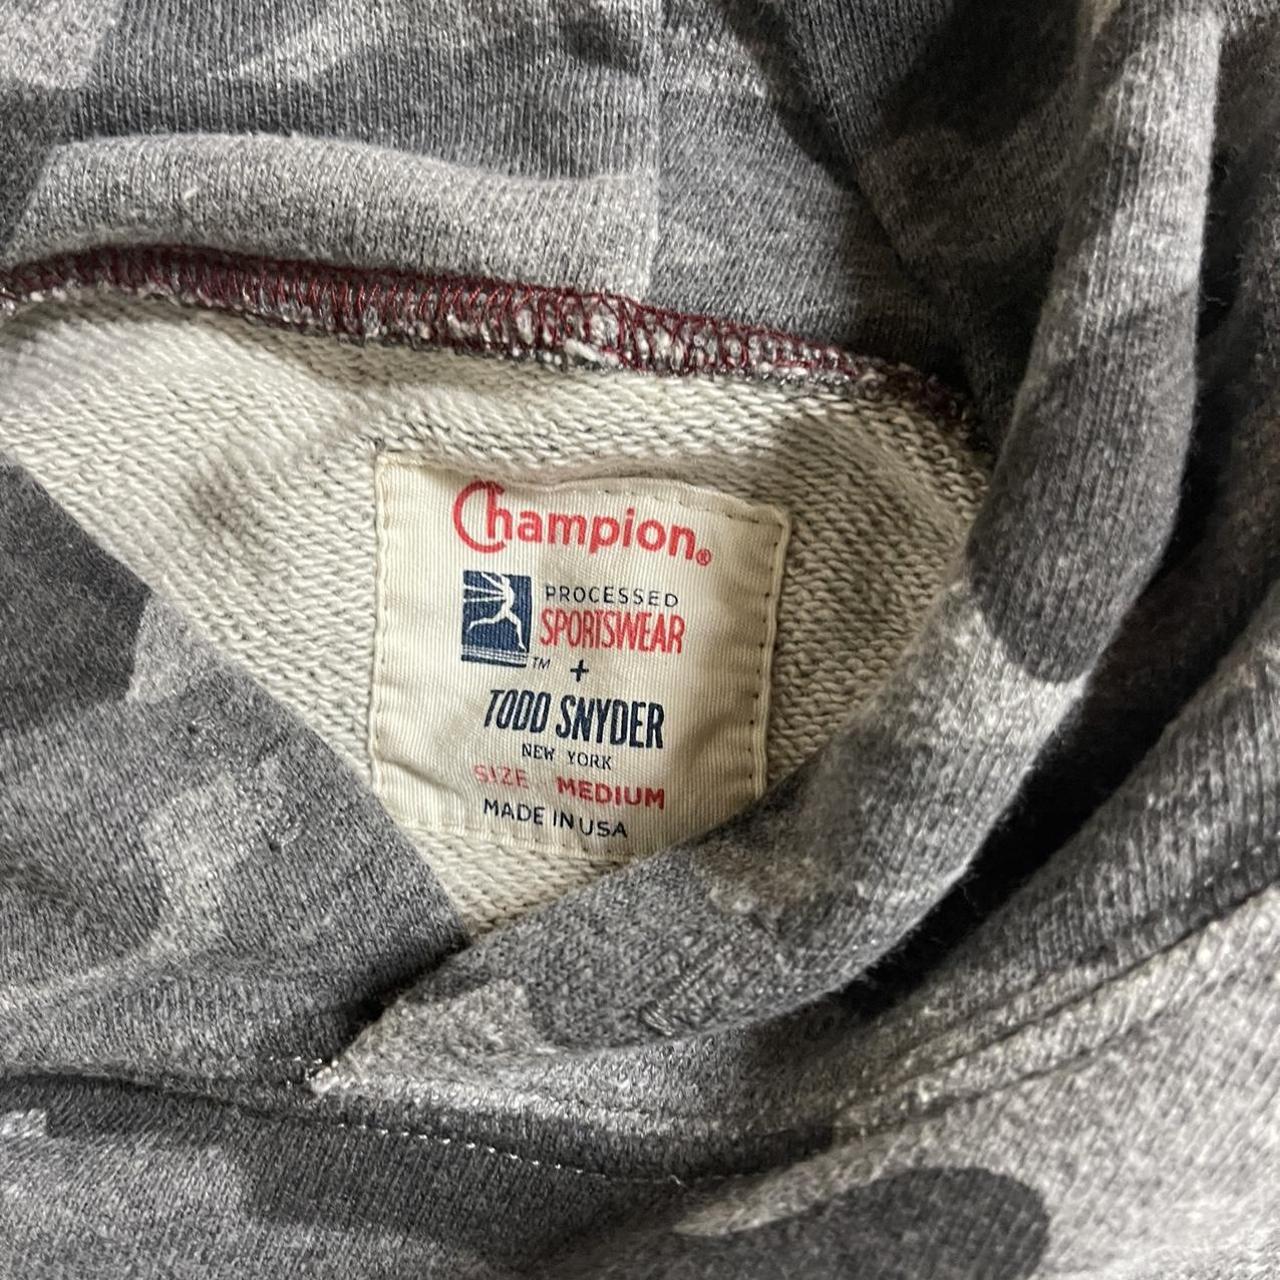 Champion®
PROCESSED
SPORTSWEAR
™ +
TODD SNYDER
NEW YORK
SIZE MEDIUM
MADE IN USA